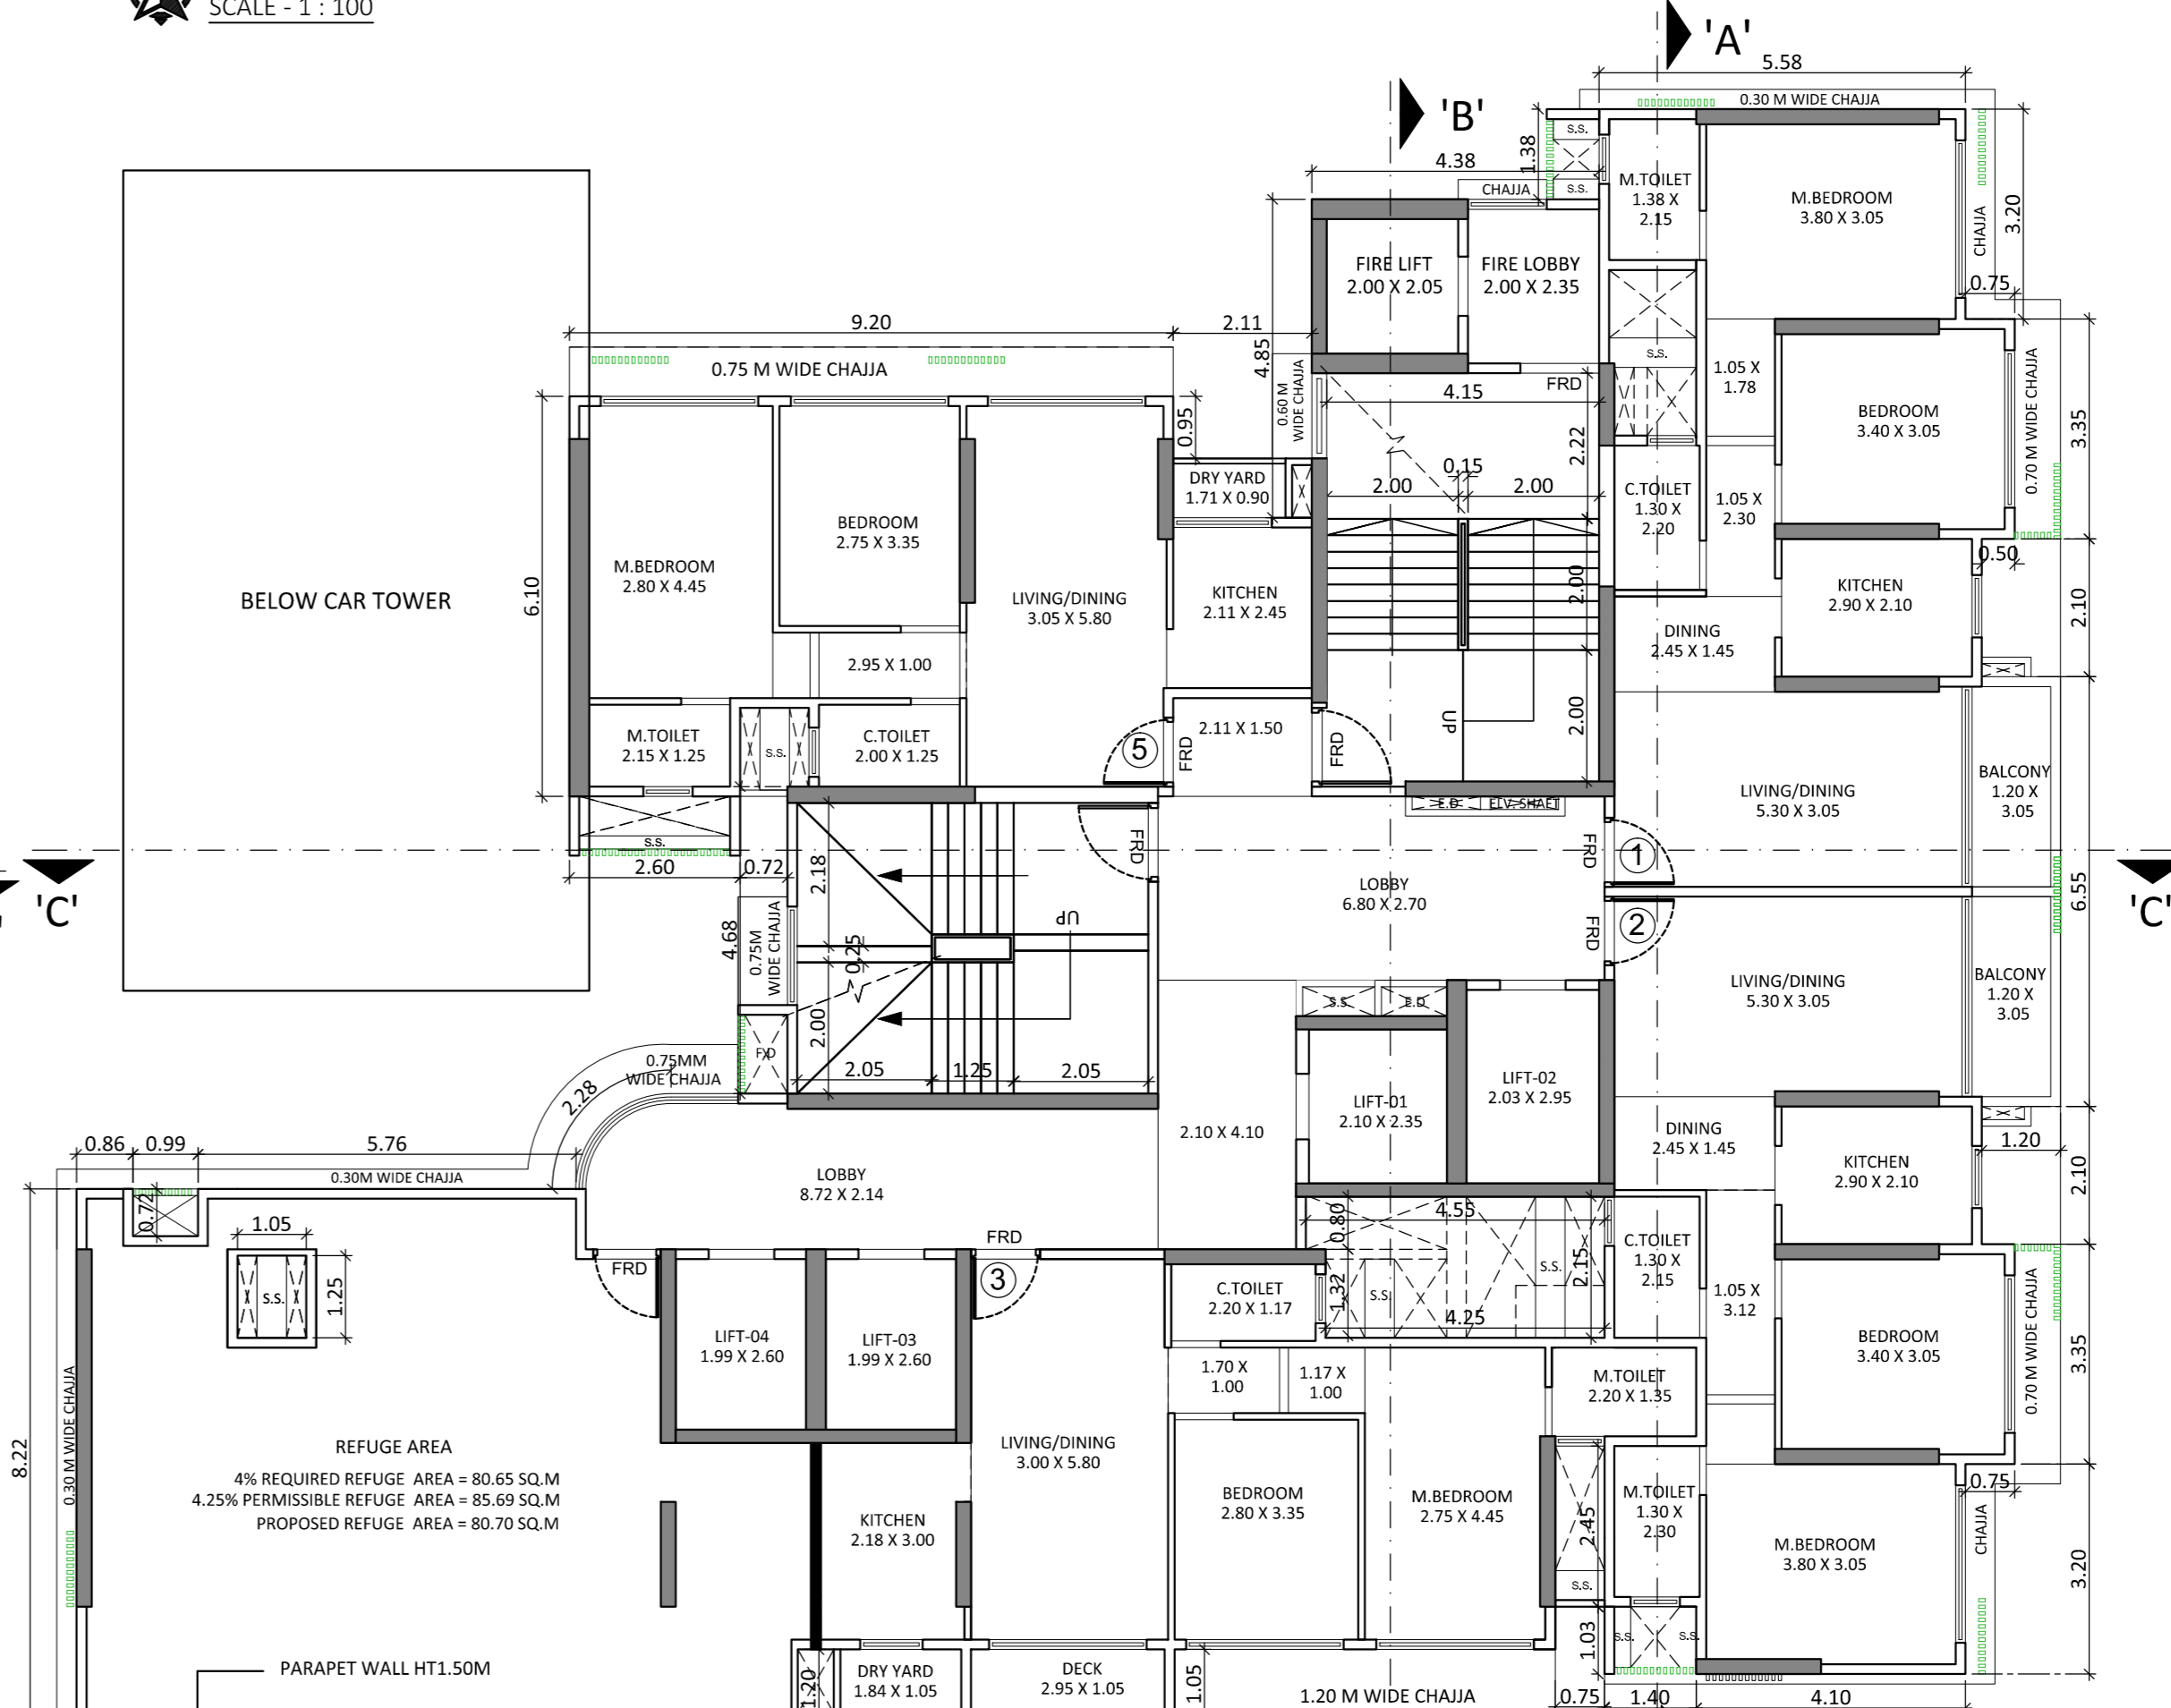 SCALE - 1 : 100
'A'
5.58
0.30 M WIDE CHAJJA
'B'
4.38
1.38
S.S.
S.S.
CHAJJA
M.TOILET
1.38 X
2.15
M.BEDROOM
3.80 X 3.05
CHAJJA
3.20
0.75
FIRE LIFT
2.00 X 2.05
FIRE LOBBY
2.00 X 2.35
9.20
2.11
4.85
0.75 M WIDE CHAJJA
0.60 M
WIDE CHAJJA
FRD
4.15
S.S.
1.05 X
1.78
BEDROOM
3.40 X 3.05
0.70 M WIDE CHAJJA
3.35
0.95
2.22
0.15
2.00
2.00
DRY YARD
1.71 X 0.90
C.TOILET
1.30 X
2.20
1.05 X
2.30
BEDROOM
2.75 X 3.35
M.BEDROOM
2.80 X 4.45
6.10
BELOW CAR TOWER
LIVING/DINING
3.05 X 5.80
KITCHEN
2.11 X 2.45
2.00
0.50
KITCHEN
2.90 X 2.10
2.10
DINING
2.45 X 1.45
2.95 X 1.00
M.TOILET
2.15 X 1.25
S.S.
C.TOILET
2.00 X 1.25
5
FRD
2.11 X 1.50
FRD
UP
2.00
LIVING/DINING
5.30 X 3.05
BALCONY
1.20 X
3.05
E.D
ELV. SHAFT
S.S.
2.60
0.72
2.18
FRD
FRD
1
'C'
'C'
LOBBY
6.80 X 2.70
6.55
UP
4.68
0.75M
WIDE CHAJJA
0.25
FRD
2
LIVING/DINING
5.30 X 3.05
BALCONY
1.20 X
3.05
S.S.
E.D
2.00
F.D
0.75MM
WIDE CHAJJA
2.28
2.05
1.25
2.05
LIFT-01
2.10 X 2.35
LIFT-02
2.03 X 2.95
2.10 X 4.10
DINING
2.45 X 1.45
1.20
KITCHEN
2.90 X 2.10
2.10
0.86
0.99
5.76
0.30M WIDE CHAJJA
LOBBY
8.72 X 2.14
0.72
1.05
S.S.
1.25
FRD
FRD
3
0.80
4.55
S.S.
2.15
C.TOILET
1.30 X
2.15
C.TOILET
2.20 X 1.17
1.32
S.S.
4.25
1.05 X
3.12
BEDROOM
3.40 X 3.05
0.70 M WIDE CHAJJA
3.35
LIFT-04
1.99 X 2.60
LIFT-03
1.99 X 2.60
1.70 X
1.00
1.17 X
1.00
M.TOILET
2.20 X 1.35
0.30 M WIDE CHAJJA
8.22
REFUGE AREA
4% REQUIRED REFUGE AREA = 80.65 SQ.M
4.25% PERMISSIBLE REFUGE AREA = 85.69 SQ.M
PROPOSED REFUGE AREA = 80.70 SQ.M
LIVING/DINING
3.00 X 5.80
KITCHEN
2.18 X 3.00
BEDROOM
2.80 X 3.35
M.BEDROOM
2.75 X 4.45
2.45
S.S.
M.TOILET
1.30 X
2.30
0.75
CHAJJA
M.BEDROOM
3.80 X 3.05
3.20
1.03
S.S.
S.S.
PARAPET WALL HT1.50M
1.20
DRY YARD
1.84 X 1.05
DECK
2.95 X 1.05
1.05
1.20 M WIDE CHAJJA
0.75
1.40
4.10